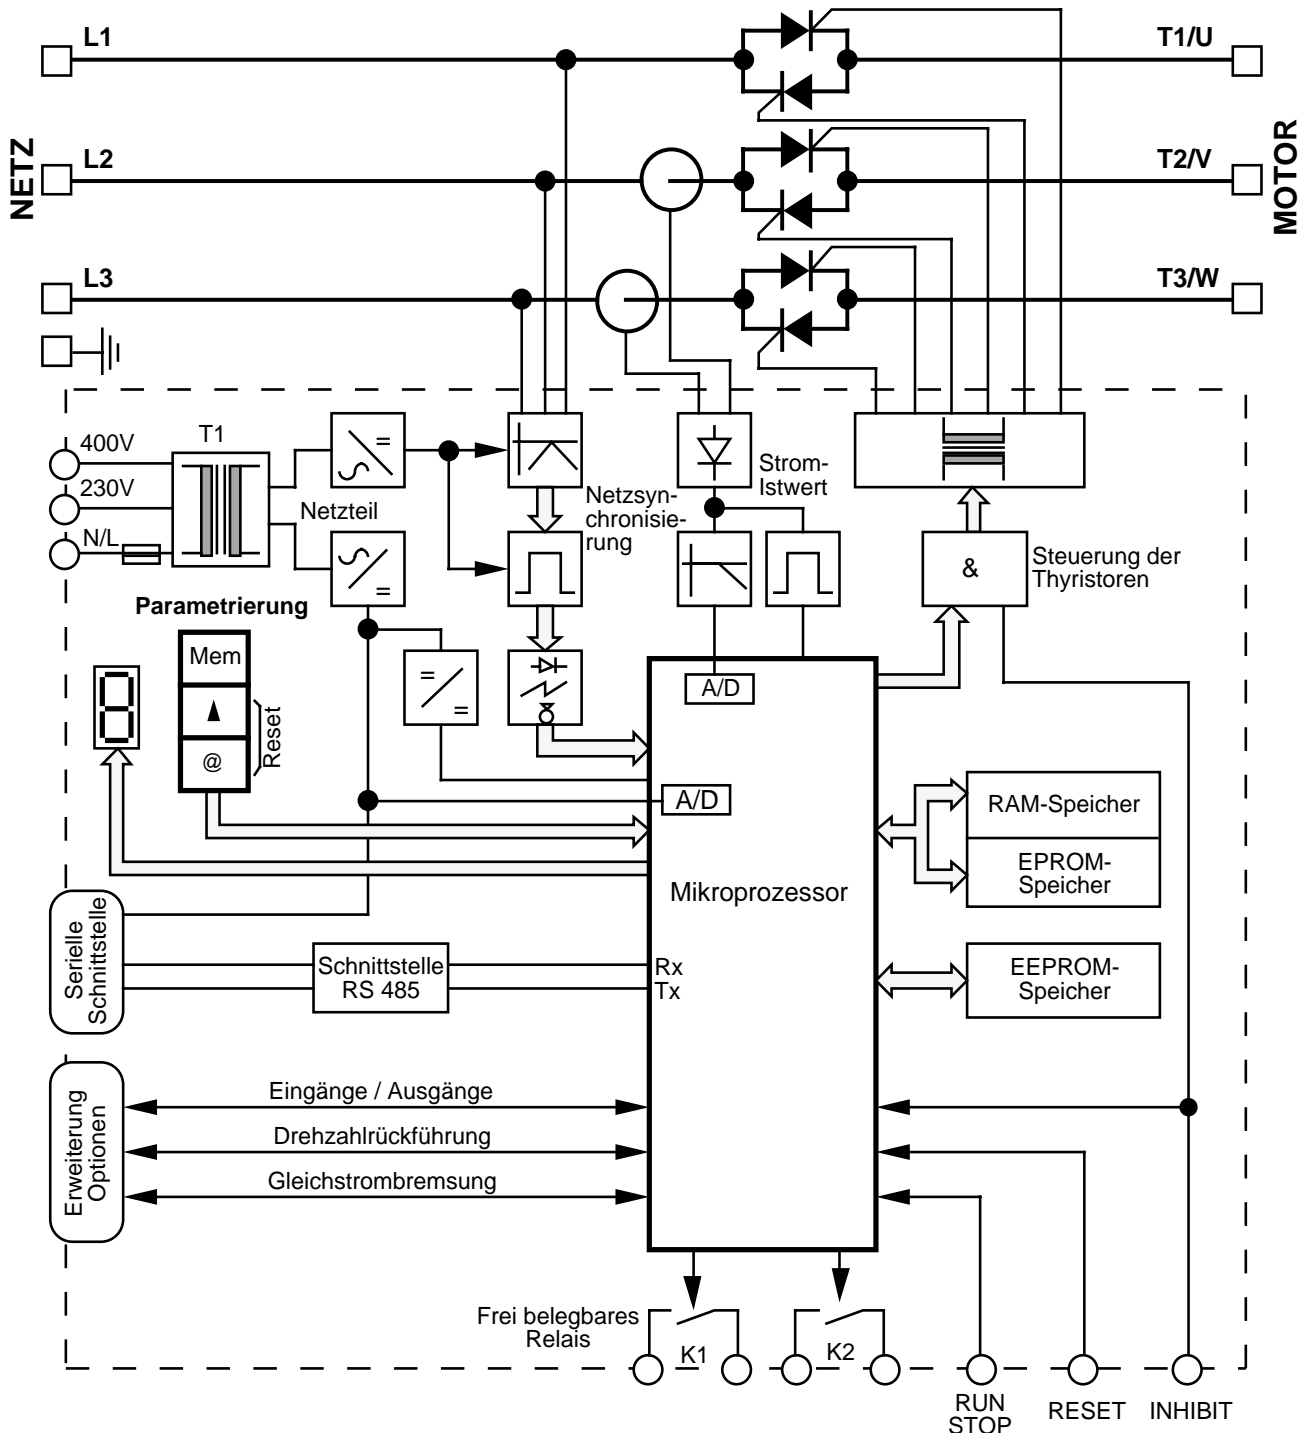 L1
T1/U
NETZ
L2
T2/V
MOTOR
L3
T3/W
400V
T1
230V
Netzteil
N/L
=
=
Netzsyn-
chronisie-
rung
Strom-
Istwert
&
Steuerung der
Thyristoren
Parametrierung
Mem
@
Reset
=
=
A/D
A/D
RAM-Speicher
EPROM-
Speicher
Mikroprozessor
Serielle
Schnittstelle
Schnittstelle
RS 485
Rx
Tx
EEPROM-
Speicher
Erweiterung
Optionen
Eingänge / Ausgänge
Drehzahlrückführung
Gleichstrombremsung
Frei belegbares
Relais
K1
K2
RUN
STOP
RESET
INHIBIT